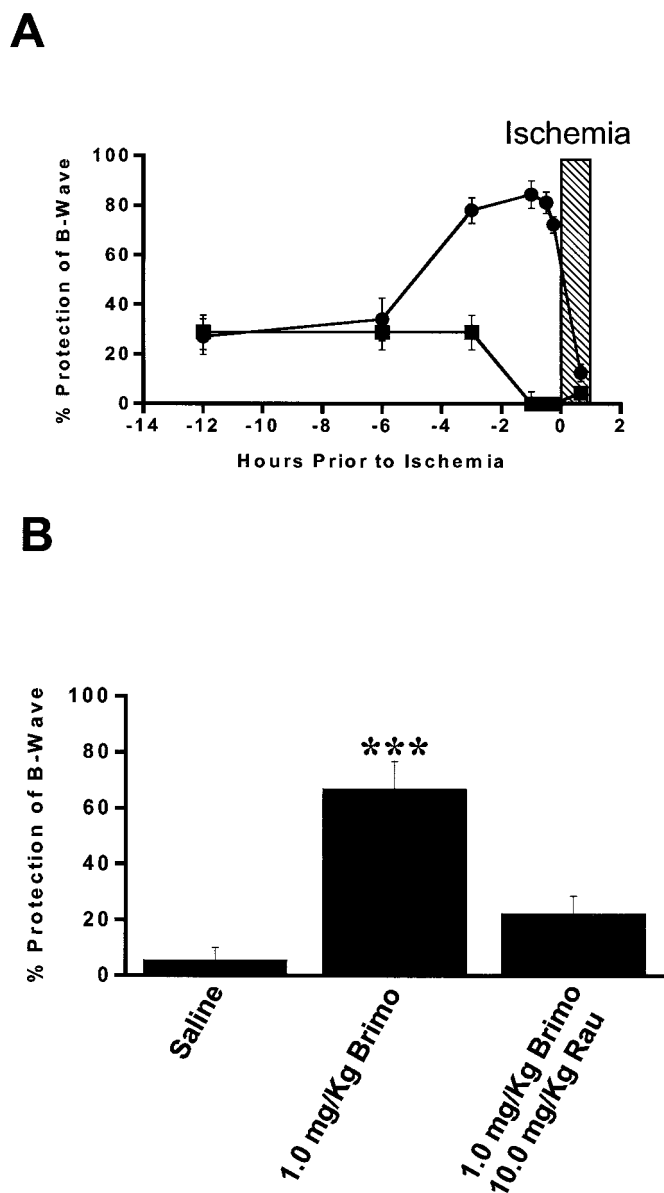 A
Ischemia
% Protection of B-Wave
100
80
60
40
20
0
-14 -12 -10 -8 -6 -4 -2 0 2
Hours Prior to Ischemia
B
% Protection of B-Wave
100
80
60
40
20
0
***
Saline
1.0 mg/Kg Brimo
1.0 mg/Kg Brimo
10.0 mg/Kg Rau